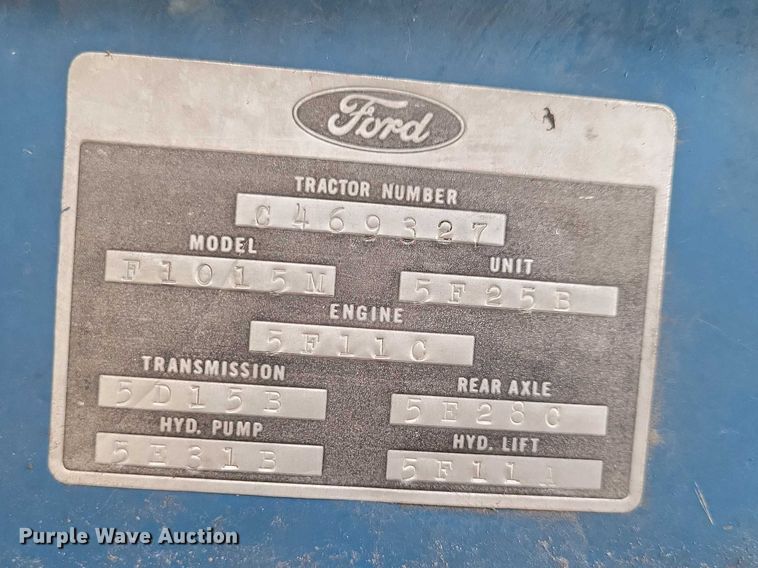 Ford
TRACTOR NUMBER
C469327
MODEL
F1015M
UNIT
5F25B
ENGINE
5F11C
TRANSMISSION
5D15B
REAR AXLE
5E28C
HYD. PUMP
5E31B
HYD. LIFT
5F11A
Purple Wave Auction®